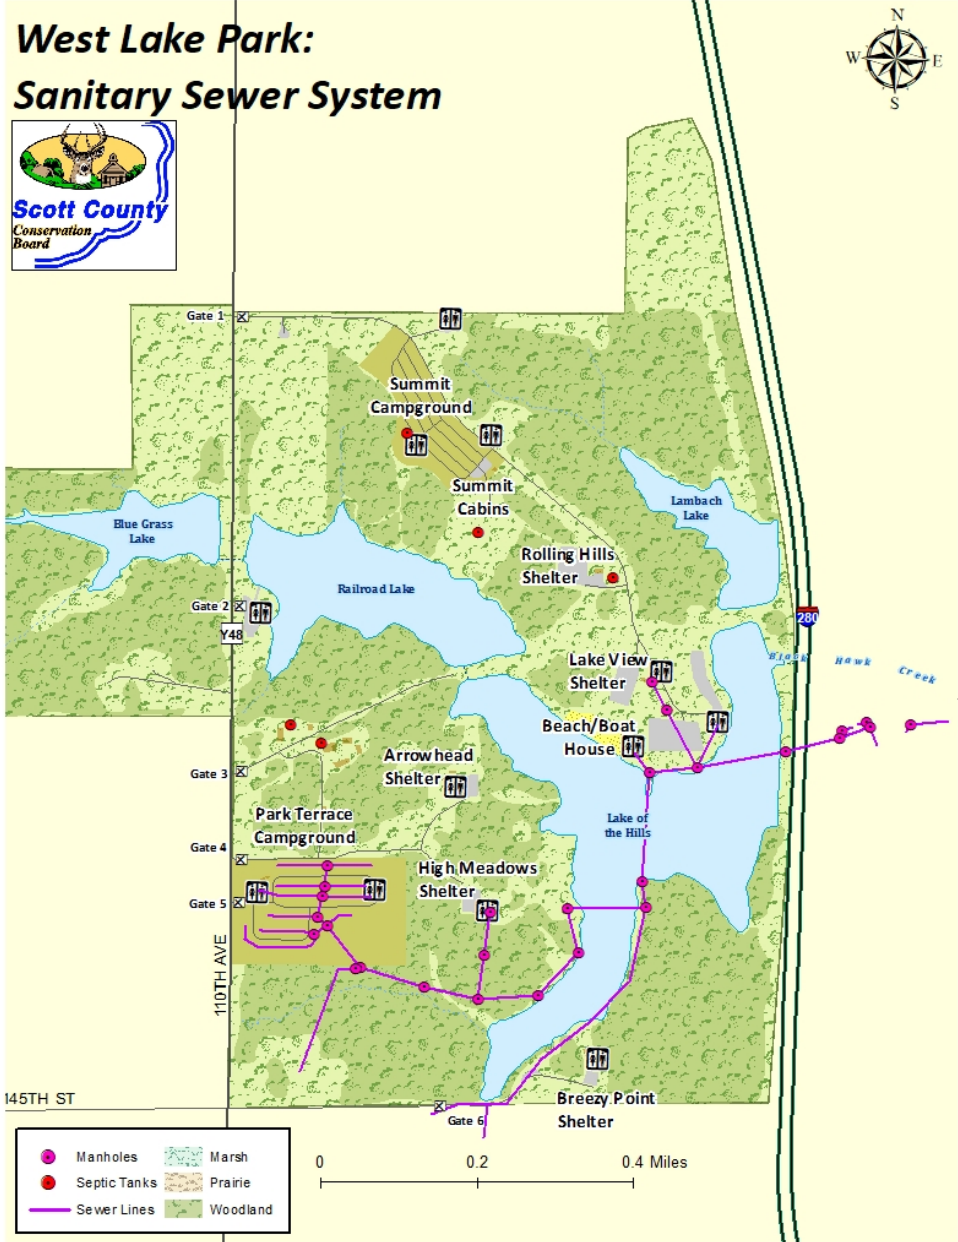 West Lake Park:
Sanitary Sewer System
N
W E
S
Scott County
Conservation
Board
Gate 1
Summit
Campground
Summit
Cabins
Lambach
Lake
Blue Grass
Lake
Rolling Hills
Shelter
Railroad Lake
Gate 2
Y48
280
Black Hawk Creek
Lake View
Shelter
Beach/Boat
House
Arrowhead
Shelter
Gate 3
Park Terrace
Campground
Lake of
the Hills
Gate 4
High Meadows
Shelter
Gate 5
110TH AVE
145TH ST
Breezy Point
Shelter
Gate 6
Manholes
Septic Tanks
Sewer Lines
Marsh
Prairie
Woodland
0 0.2 0.4 Miles